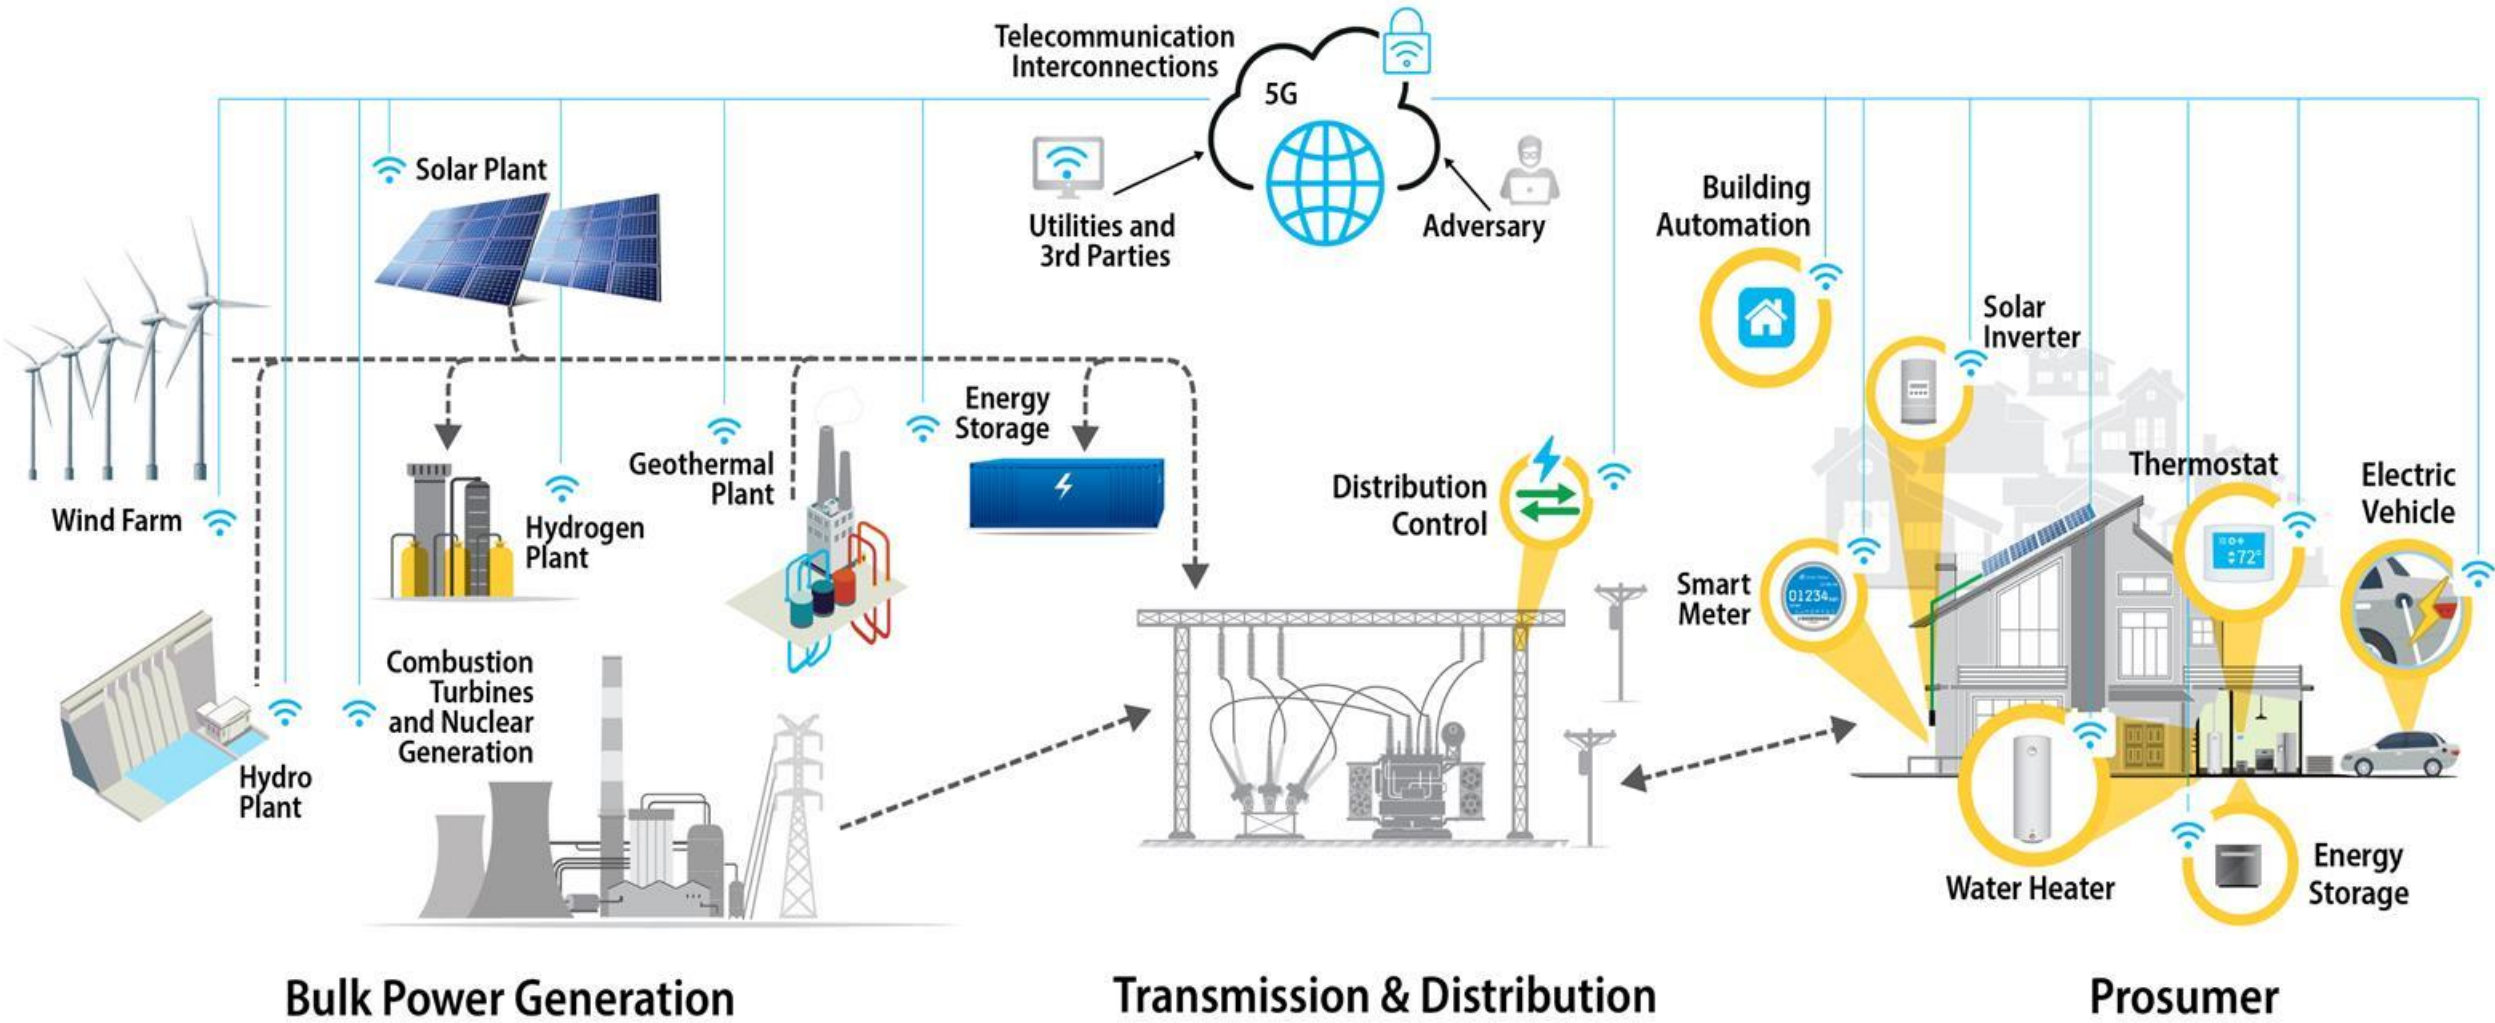 Telecommunication
Interconnections
5G
Solar Plant
Utilities and
3rd Parties
Adversary
Building
Automation
Solar
Inverter
Energy
Storage
Geothermal
Plant
Wind Farm
Hydrogen
Plant
Distribution
Control
Thermostat
72°
Electric
Vehicle
Smart
Meter
01234
Combustion
Turbines
and Nuclear
Generation
Hydro
Plant
Water Heater
Energy
Storage
Bulk Power Generation
Transmission & Distribution
Prosumer